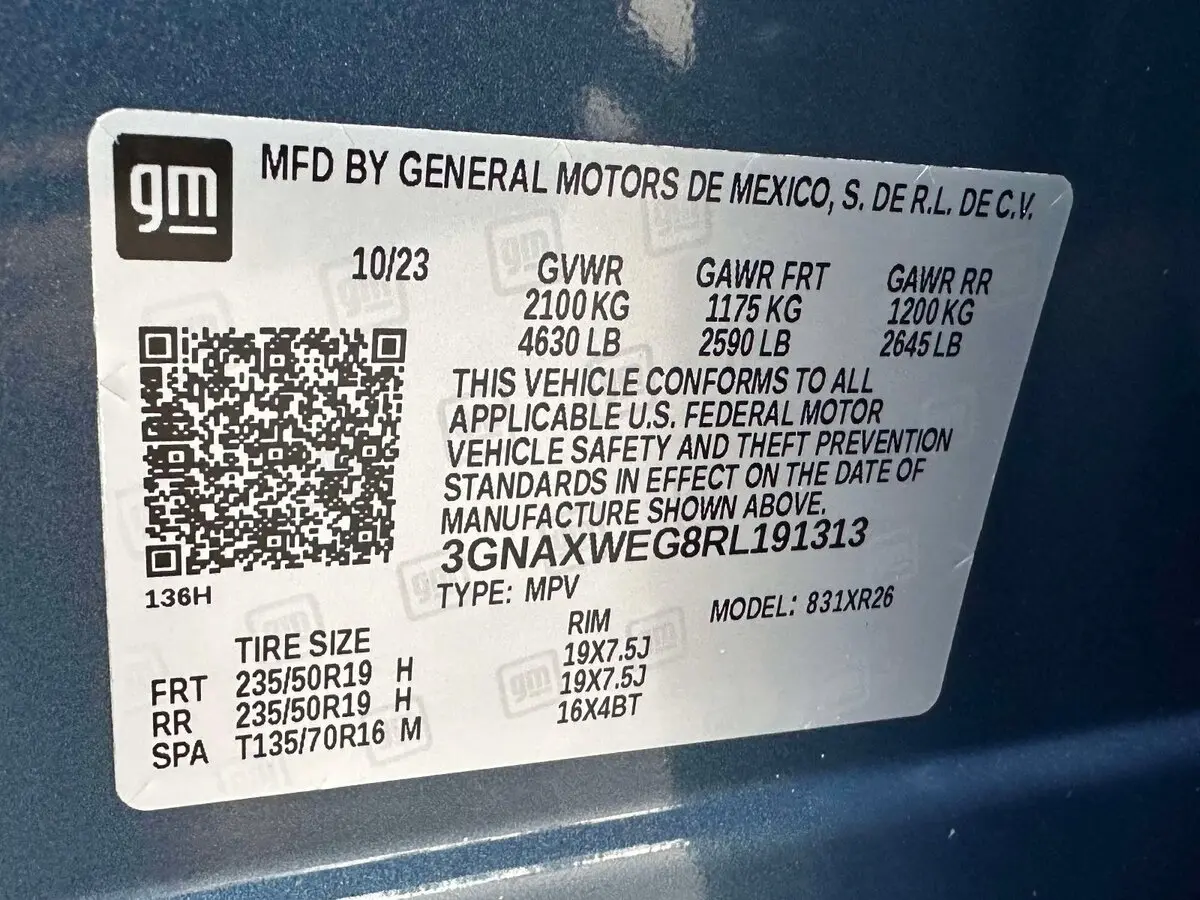 gm
MFD BY GENERAL MOTORS DE MEXICO, S. DE R.L. DE C.V.
10/23
GVWR GAWR FRT GAWR RR
2100 KG 1175 KG 1200 KG
4630 LB 2590 LB 2645 LB
THIS VEHICLE CONFORMS TO ALL
APPLICABLE U.S. FEDERAL MOTOR
VEHICLE SAFETY AND THEFT PREVENTION
STANDARDS IN EFFECT ON THE DATE OF
MANUFACTURE SHOWN ABOVE.
3GNAXWEG8RL191313
136H
TYPE: MPV MODEL: 831XR26
TIRE SIZE RIM
FRT 235/50R19 H 19X7.5J
RR 235/50R19 H 19X7.5J
SPA T135/70R16 M 16X4BT